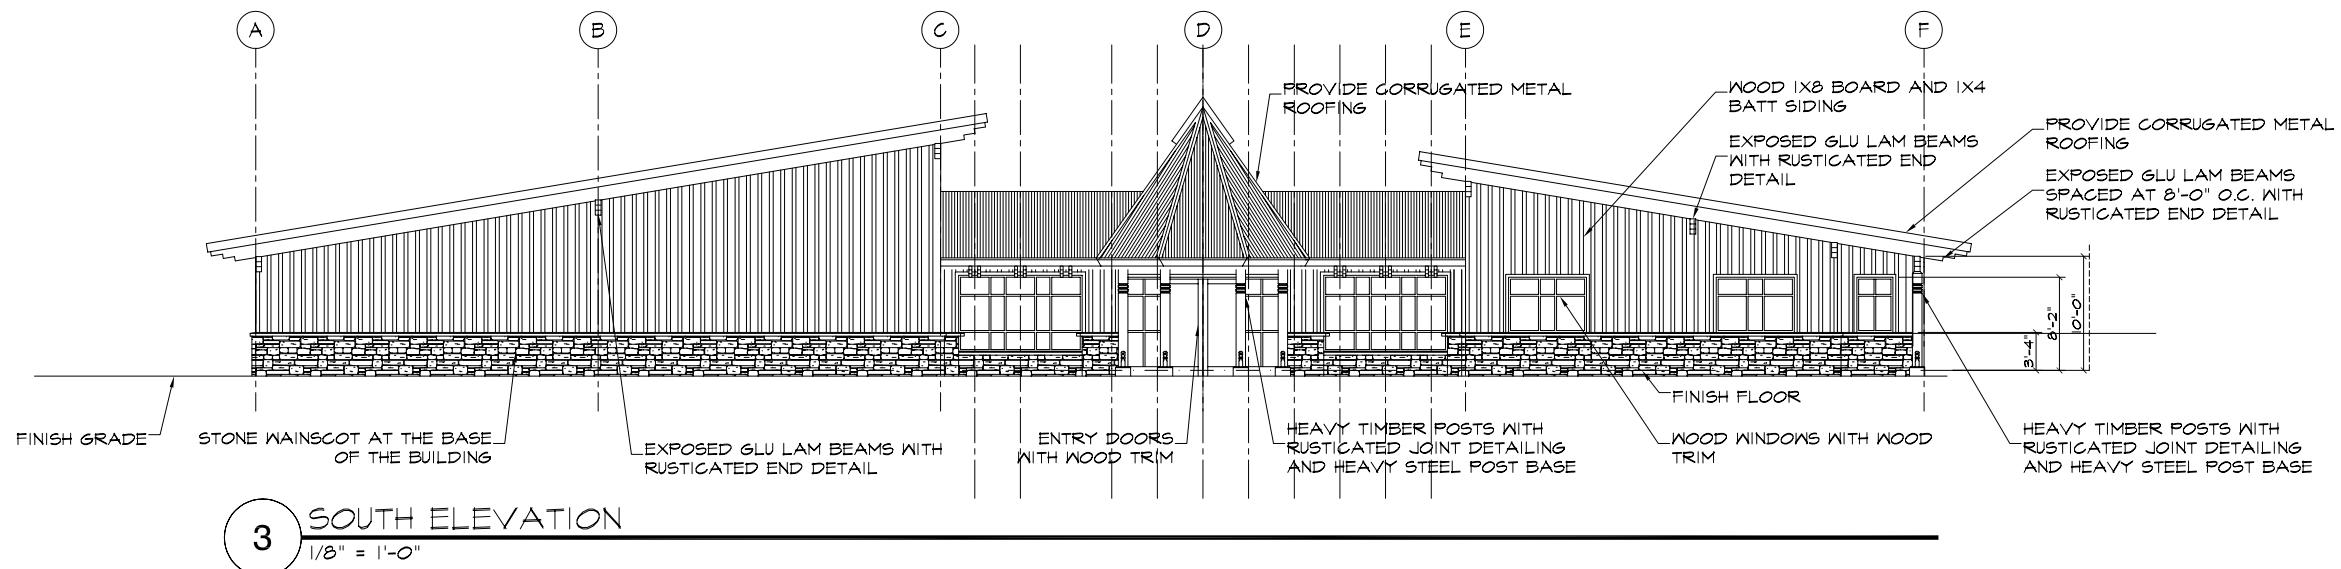 A
B
C
D
E
F
PROVIDE CORRUGATED METAL
ROOFING
WOOD 1X8 BOARD AND 1X4
BATT SIDING
EXPOSED GLU LAM BEAMS
WITH RUSTICATED END
DETAIL
PROVIDE CORRUGATED METAL
ROOFING
EXPOSED GLU LAM BEAMS
SPACED AT 8'-0" O.C. WITH
RUSTICATED END DETAIL
3'-4"
8'-2"
10'-0"
FINISH FLOOR
FINISH GRADE
STONE WAINSCOT AT THE BASE
OF THE BUILDING
EXPOSED GLU LAM BEAMS WITH
RUSTICATED END DETAIL
ENTRY DOORS
WITH WOOD TRIM
HEAVY TIMBER POSTS WITH
RUSTICATED JOINT DETAILING
AND HEAVY STEEL POST BASE
WOOD WINDOWS WITH WOOD
TRIM
HEAVY TIMBER POSTS WITH
RUSTICATED JOINT DETAILING
AND HEAVY STEEL POST BASE
3
SOUTH ELEVATION
1/8" = 1'-0"